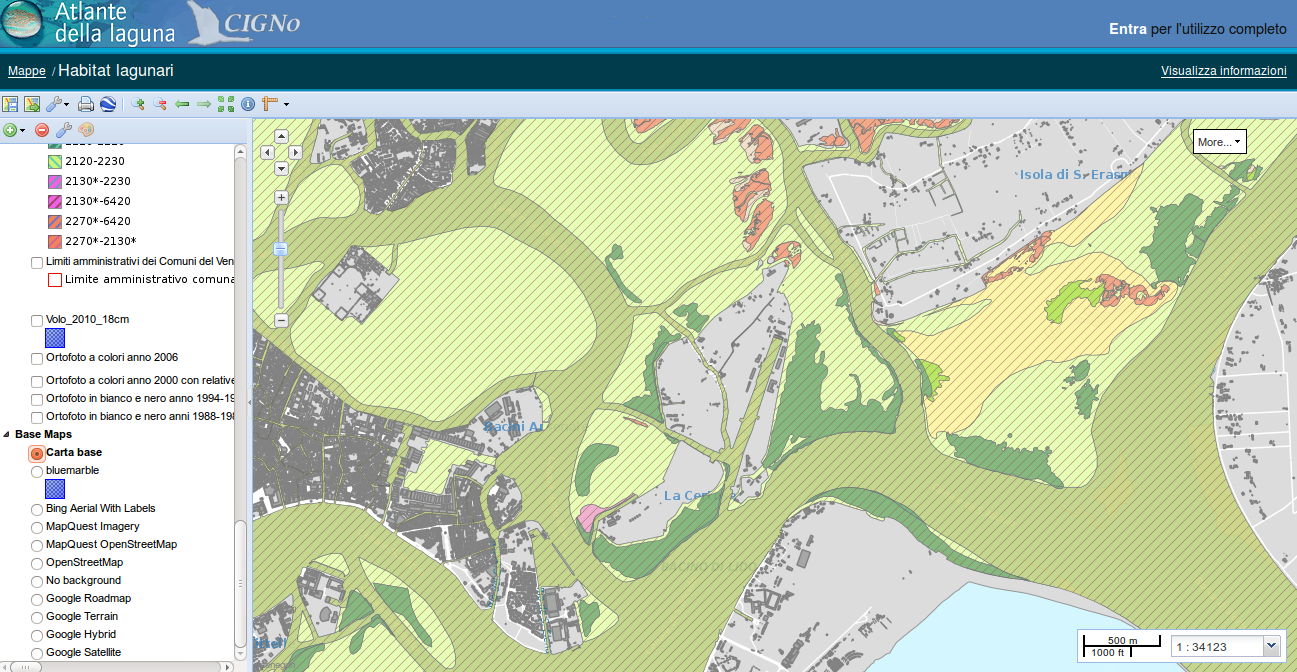 Atlante
della laguna
CIGNo
Entra per l'utilizzo completo
Mappe / Habitat lagunari
Visualizza informazioni
2120-2230
2130*-2230
2130*-6420
2270*-6420
2270*-2130*
Limiti amministrativi dei Comuni del Ven
Limite amministrativo comuna
Volo_2010_18cm
Ortofoto a colori anno 2006
Ortofoto a colori anno 2000 con relative
Ortofoto in bianco e nero anno 1994-19
Ortofoto in bianco e nero anni 1988-198
Base Maps
Carta base
bluemarble
Bing Aerial With Labels
MapQuest Imagery
MapQuest OpenStreetMap
OpenStreetMap
No background
Google Roadmap
Google Terrain
Google Hybrid
Google Satellite
More...
Isola di S. Erasm
Bacini Ar
La Cer
500 m
1000 ft
1 : 34123